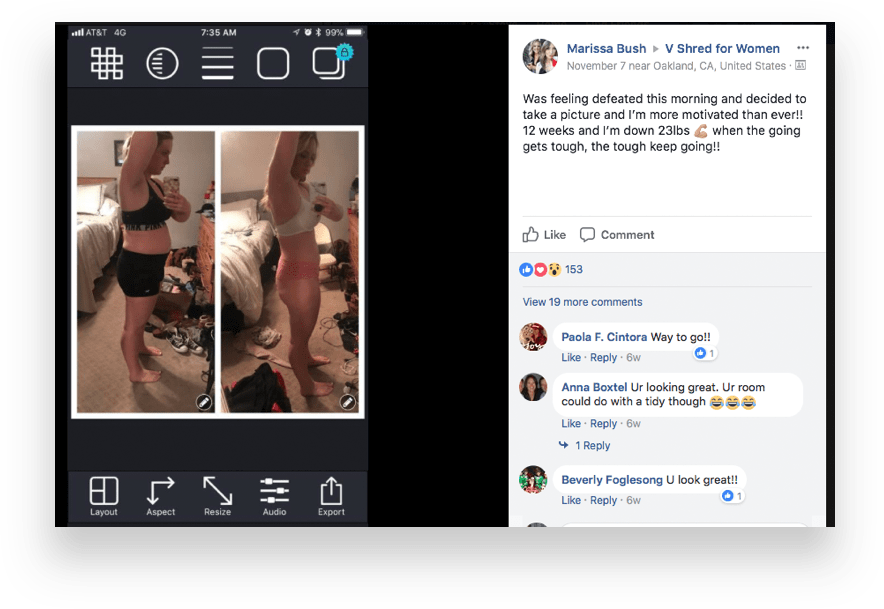 AT&T 4G 7:35 AM 99%
Layout Aspect Resize Audio Export
Marissa Bush ▸ V Shred for Women
November 7 near Oakland, CA, United States ·
Was feeling defeated this morning and decided to
take a picture and I'm more motivated than ever!!
12 weeks and I'm down 23lbs 💪🏼 when the going
gets tough, the tough keep going!!
Like Comment
153
View 19 more comments
Paola F. Cintora Way to go!!
1
Like · Reply · 6w
Anna Boxtel Ur looking great. Ur room
could do with a tidy though 😂😂😂
Like · Reply · 6w
1 Reply
Beverly Foglesong U look great!!
1
Like · Reply · 6w